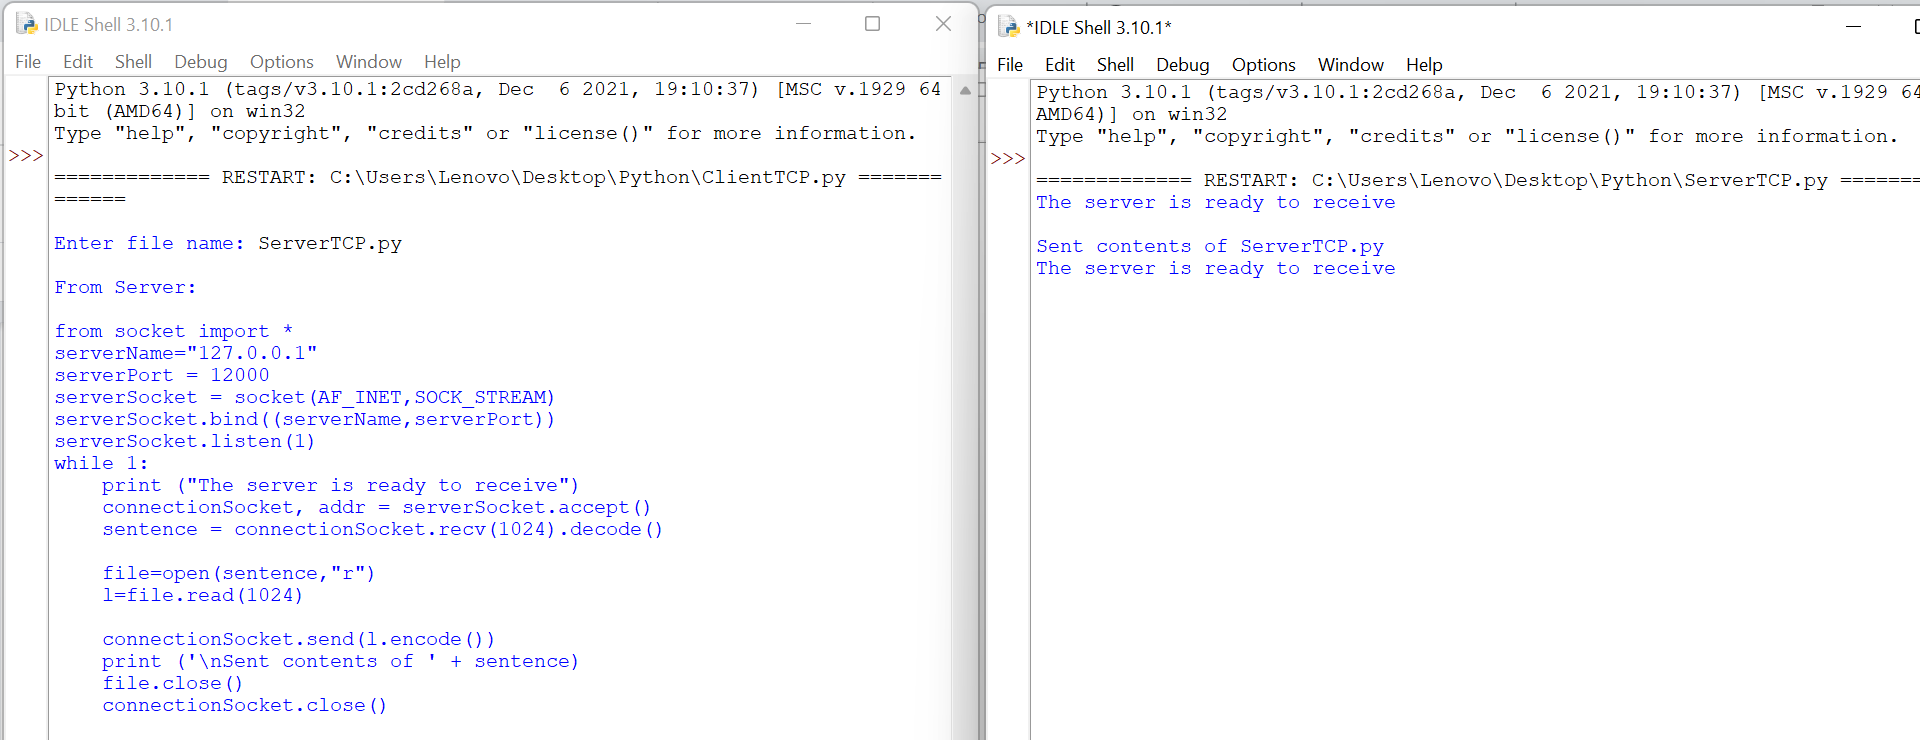 IDLE Shell 3.10.1
File Edit Shell Debug Options Window Help
Python 3.10.1 (tags/v3.10.1:2cd268a, Dec  6 2021, 19:10:37) [MSC v.1929 64
bit (AMD64)] on win32
Type "help", "copyright", "credits" or "license()" for more information.
>>>
============= RESTART: C:\Users\Lenovo\Desktop\Python\ClientTCP.py =======
======
Enter file name: ServerTCP.py
From Server:
from socket import *
serverName="127.0.0.1"
serverPort = 12000
serverSocket = socket(AF_INET,SOCK_STREAM)
serverSocket.bind((serverName,serverPort))
serverSocket.listen(1)
while 1:
    print ("The server is ready to receive")
    connectionSocket, addr = serverSocket.accept()
    sentence = connectionSocket.recv(1024).decode()
    file=open(sentence,"r")
    l=file.read(1024)
    connectionSocket.send(l.encode())
    print ('\nSent contents of ' + sentence)
    file.close()
    connectionSocket.close()
*IDLE Shell 3.10.1*
File Edit Shell Debug Options Window Help
Python 3.10.1 (tags/v3.10.1:2cd268a, Dec  6 2021, 19:10:37) [MSC v.1929 64
AMD64)] on win32
Type "help", "copyright", "credits" or "license()" for more information.
>>>
============= RESTART: C:\Users\Lenovo\Desktop\Python\ServerTCP.py =======
The server is ready to receive
Sent contents of ServerTCP.py
The server is ready to receive